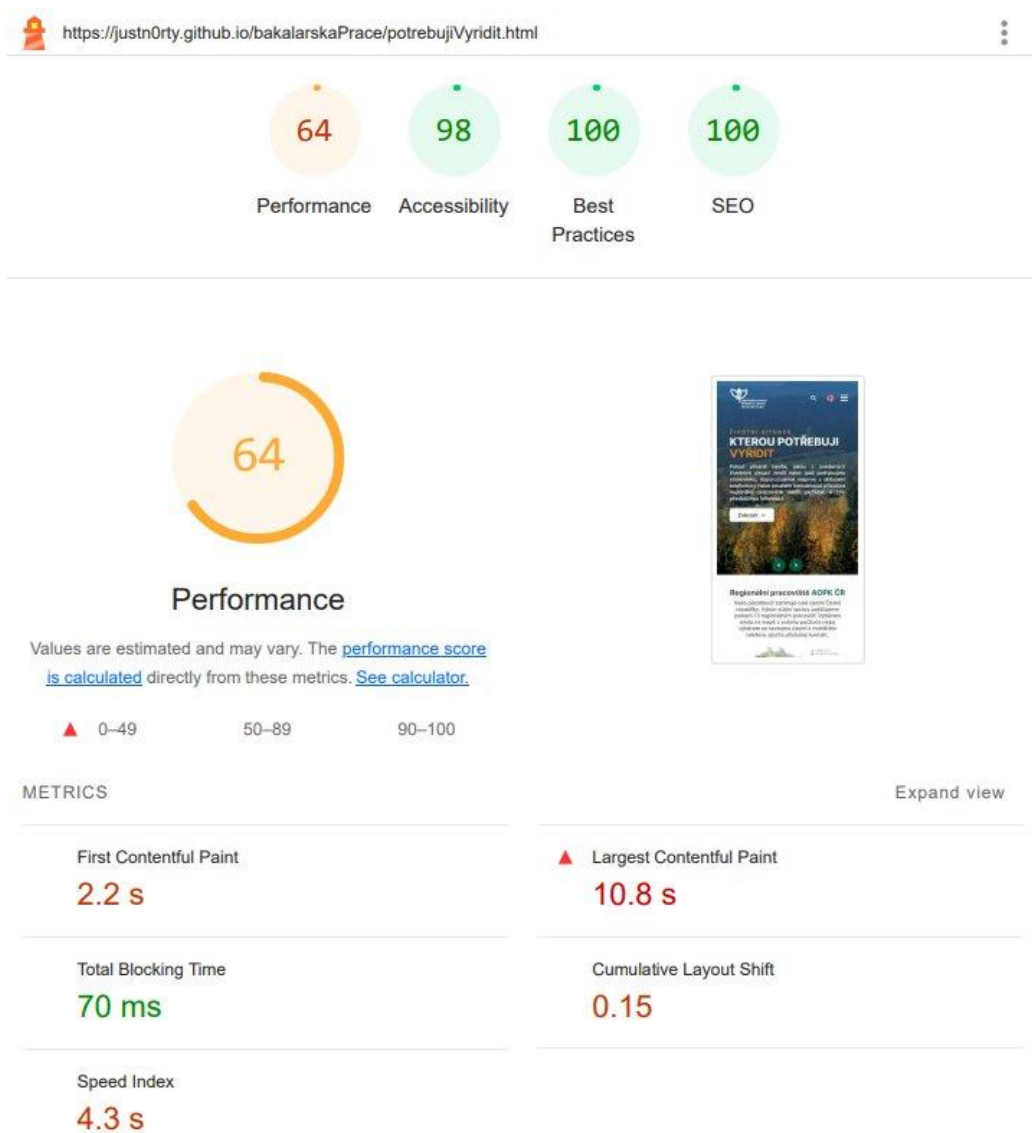 https://justn0rty.github.io/bakalarskaPrace/potrebujiVyridit.html
64
98
100
100
Performance
Accessibility
Best
Practices
SEO
64
Performance
Values are estimated and may vary. The performance score
is calculated directly from these metrics. See calculator.
0–49
50–89
90–100
ŽIVOTNÍ SITUACE
KTEROU POTŘEBUJI
VYŘÍDIT
Zobrazit
Regionální pracoviště AOPK ČR
METRICS
Expand view
First Contentful Paint
2.2 s
Largest Contentful Paint
10.8 s
Total Blocking Time
70 ms
Cumulative Layout Shift
0.15
Speed Index
4.3 s